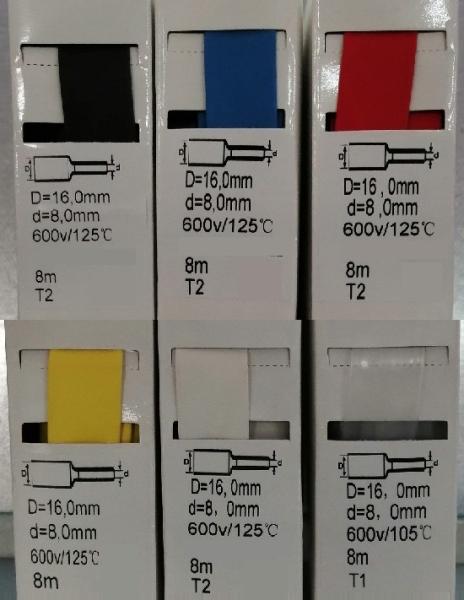 D d
D=16,0mm
d=8,0mm
600v/125℃
8m
T2
D d
D=16,0mm
d=8,0mm
600v/125℃
8m
T2
D d
D=16,0mm
d=8,0mm
600v/125℃
8m
T2
D d
D=16,0mm
d=8,0mm
600v/125℃
8m
D d
D=16,0mm
d=8, 0mm
600v/125℃
8m
T2
D d
D=16, 0mm
d=8, 0mm
600v/105℃
8m
T1